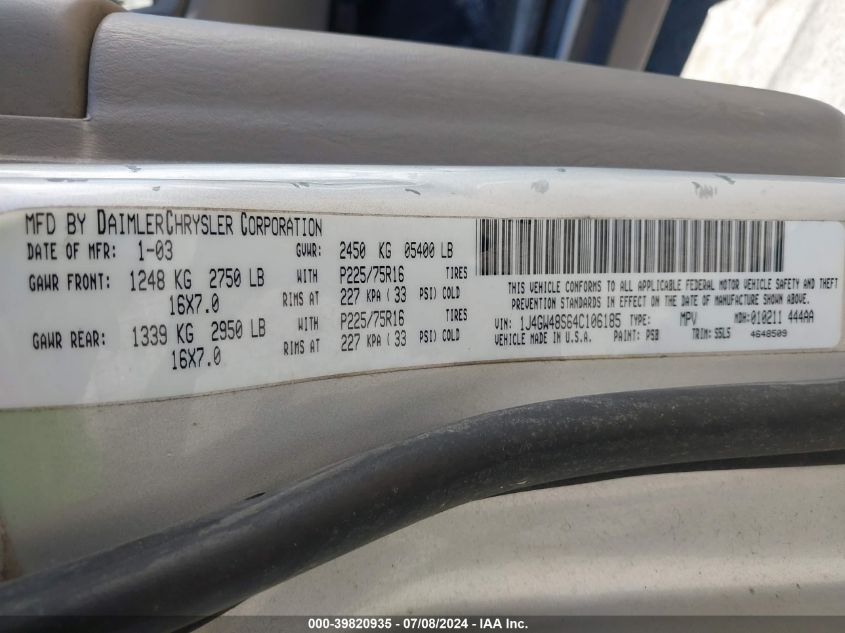 MFD BY DAIMLERCHRYSLER CORPORATION
DATE OF MFR: 1-03 GVWR: 2450 KG 05400 LB
GAWR FRONT: 1248 KG 2750 LB WITH P225/75R16 TIRES
16X7.0 RIMS AT 227 KPA ( 33 PSI) COLD
GAWR REAR: 1339 KG 2950 LB WITH P225/75R16 TIRES
16X7.0 RIMS AT 227 KPA ( 33 PSI) COLD
THIS VEHICLE CONFORMS TO ALL APPLICABLE FEDERAL MOTOR VEHICLE SAFETY AND THEFT
PREVENTION STANDARDS IN EFFECT ON THE DATE OF MANUFACTURE SHOWN ABOVE.
VIN: 1J4GW48S64C106185 TYPE: MPV MDH: 010211 444AA
VEHICLE MADE IN U.S.A. PAINT: PSB TRIM: S5L5 4648509
000-39820935 - 07/08/2024 - IAA Inc.